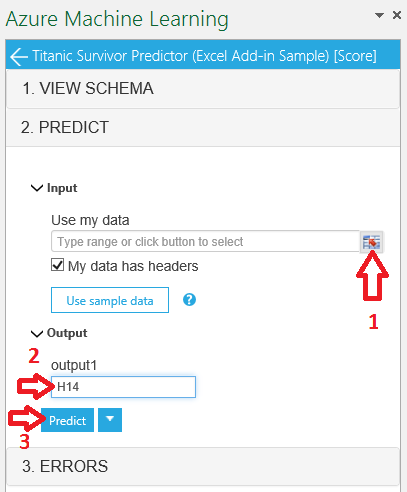 Azure Machine Learning
Titanic Survivor Predictor (Excel Add-in Sample) [Score]
1. VIEW SCHEMA
2. PREDICT
Input
Use my data
Type range or click button to select
My data has headers
1
Use sample data
?
Output
2
output1
H14
Predict
3
3. ERRORS